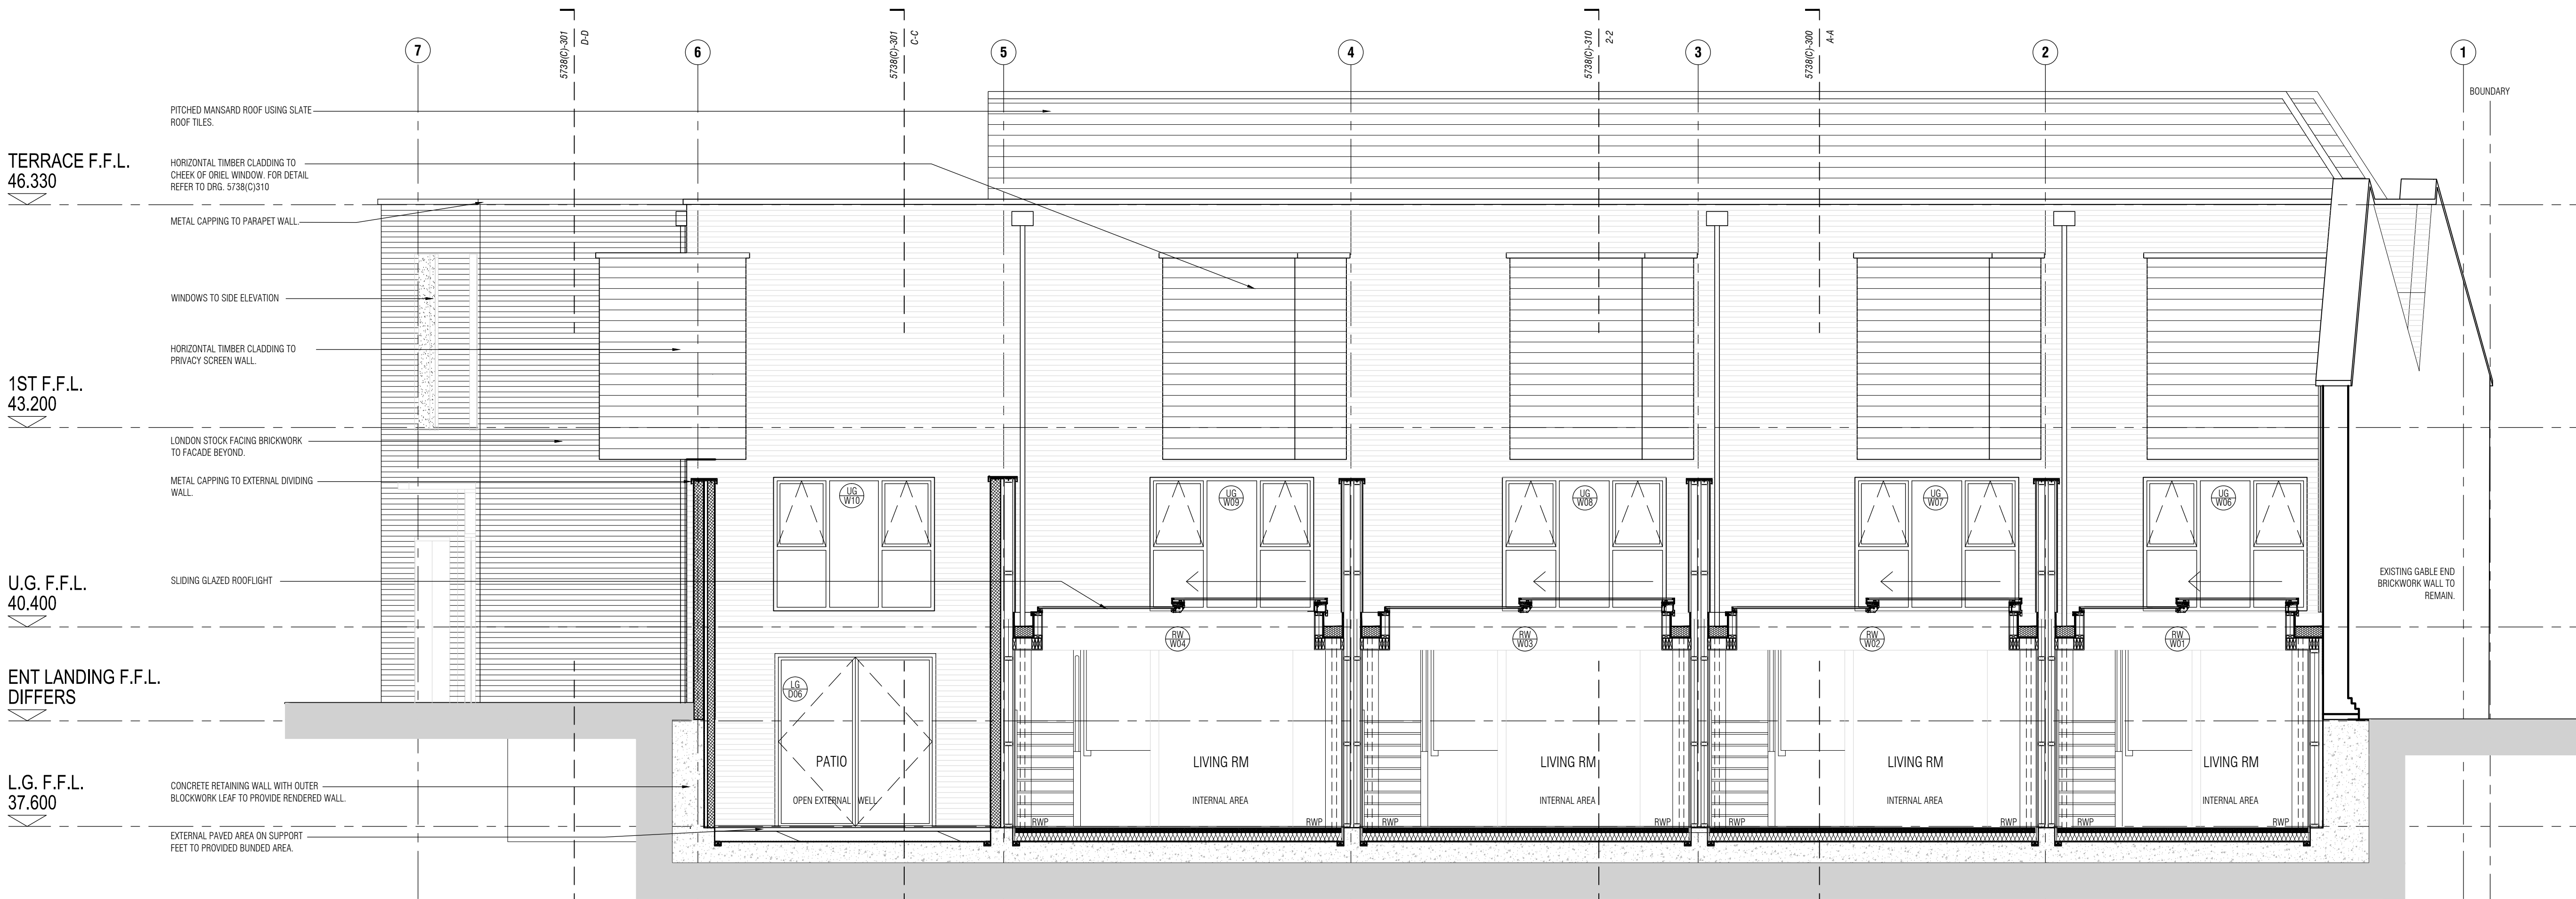 5738(C)-301
D-D
5738(C)-301
C-C
5738(C)-310
2-2
5738(C)-300
A-A
7
6
5
4
3
2
1
BOUNDARY
PITCHED MANSARD ROOF USING SLATE
ROOF TILES.
TERRACE F.F.L.
46.330
HORIZONTAL TIMBER CLADDING TO
CHEEK OF ORIEL WINDOW. FOR DETAIL
REFER TO DRG. 5738(C)310
METAL CAPPING TO PARAPET WALL.
WINDOWS TO SIDE ELEVATION
HORIZONTAL TIMBER CLADDING TO
PRIVACY SCREEN WALL.
1ST F.F.L.
43.200
LONDON STOCK FACING BRICKWORK
TO FACADE BEYOND.
METAL CAPPING TO EXTERNAL DIVIDING
WALL.
UG
W10
UG
W09
UG
W08
UG
W07
UG
W06
SLIDING GLAZED ROOFLIGHT
U.G. F.F.L.
40.400
EXISTING GABLE END
BRICKWORK WALL TO
REMAIN.
RW
W04
RW
W03
RW
W02
RW
W01
ENT LANDING F.F.L.
DIFFERS
LG
D06
PATIO
OPEN EXTERNAL WELL
LIVING RM
INTERNAL AREA
LIVING RM
INTERNAL AREA
LIVING RM
INTERNAL AREA
LIVING RM
INTERNAL AREA
L.G. F.F.L.
37.600
CONCRETE RETAINING WALL WITH OUTER
BLOCKWORK LEAF TO PROVIDE RENDERED WALL.
RWP
RWP
RWP
RWP
RWP
RWP
RWP
RWP
EXTERNAL PAVED AREA ON SUPPORT
FEET TO PROVIDED BUNDED AREA.